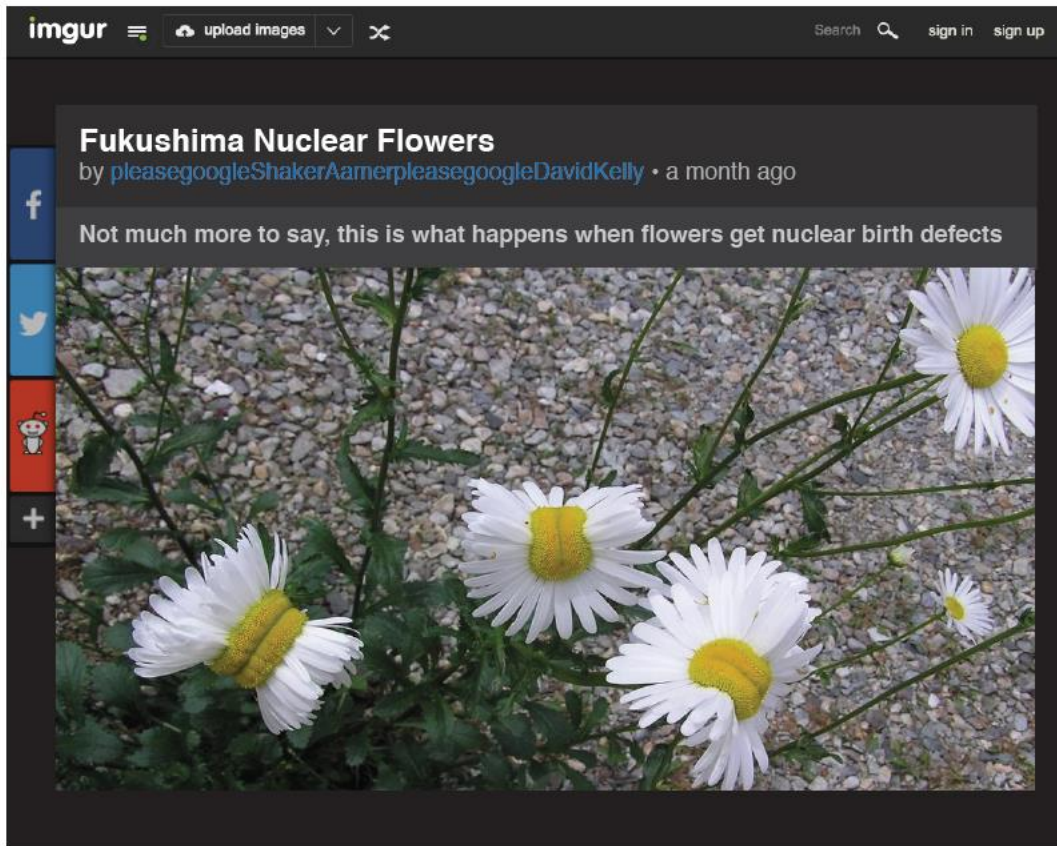 imgur upload images Search sign in sign up
Fukushima Nuclear Flowers
by pleasegoogleShakerAamerpleasegoogleDavidKelly • a month ago
Not much more to say, this is what happens when flowers get nuclear birth defects